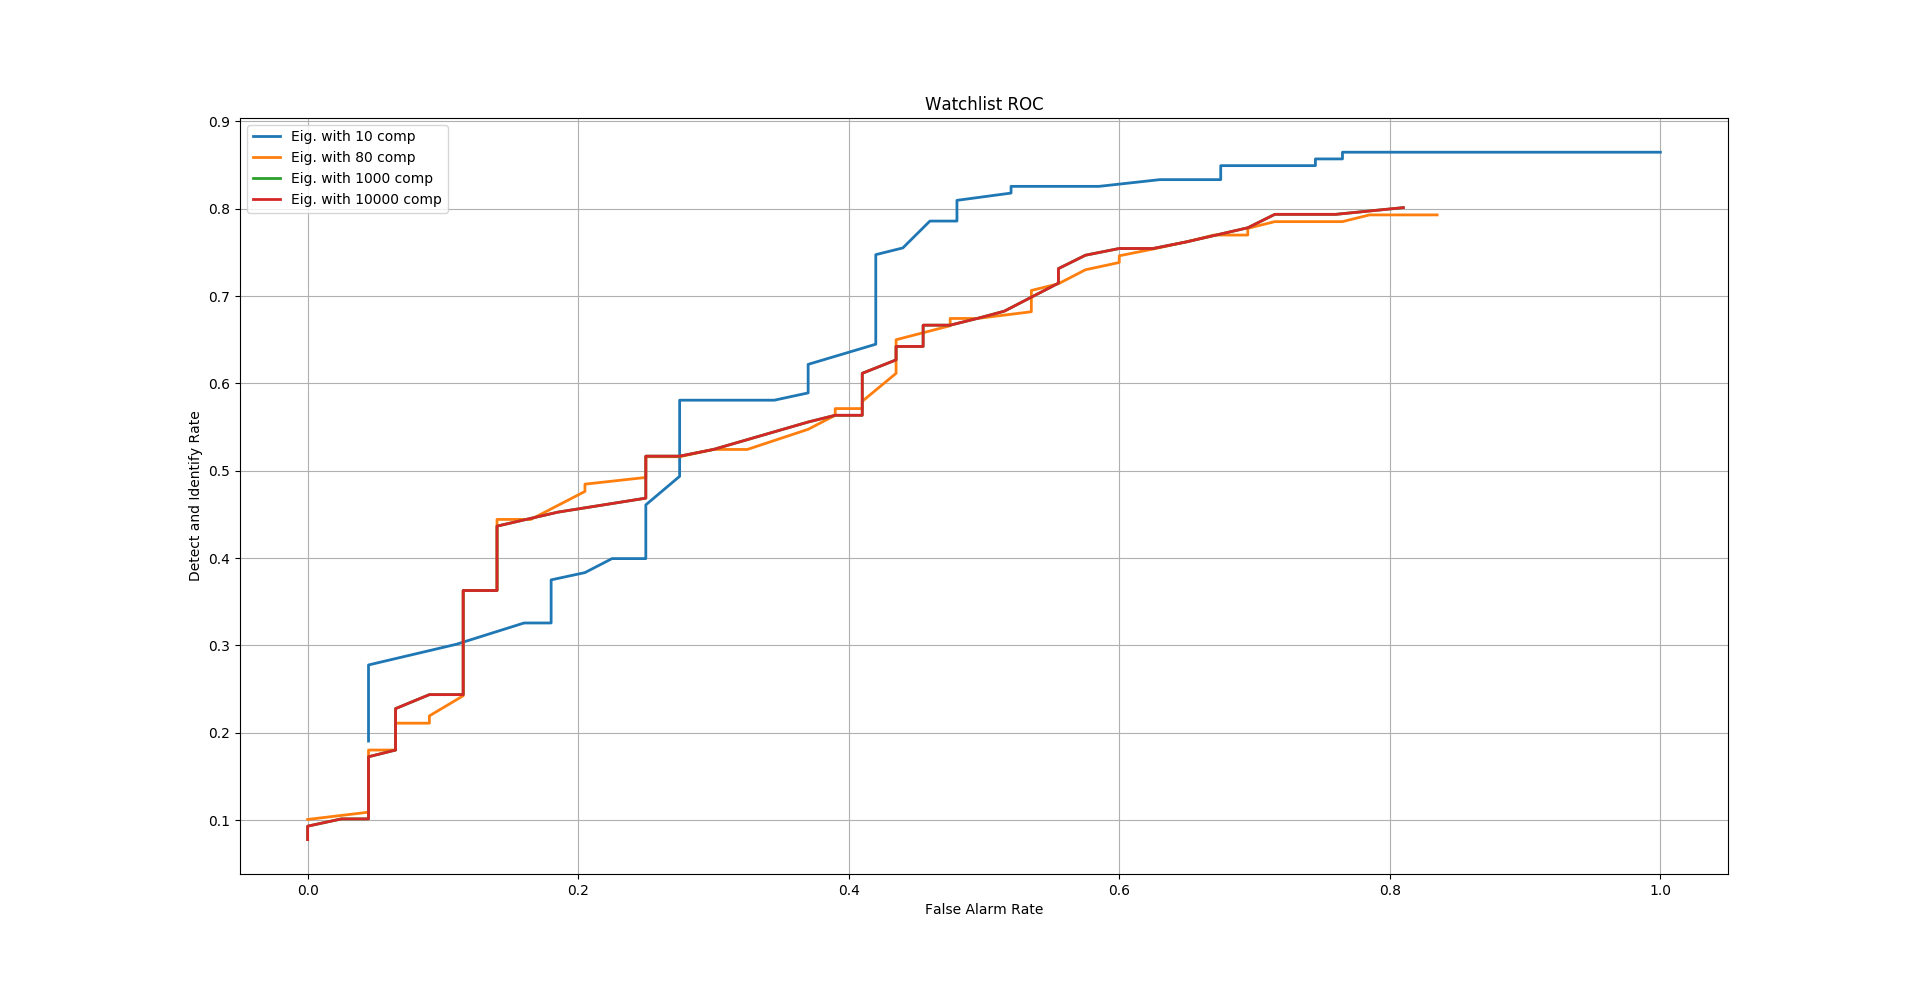 Watchlist ROC
Eig. with 10 comp
Eig. with 80 comp
Eig. with 1000 comp
Eig. with 10000 comp
0.9
0.8
0.7
0.6
0.5
0.4
0.3
0.2
0.1
Detect and Identify Rate
0.0 0.2 0.4 0.6 0.8 1.0
False Alarm Rate